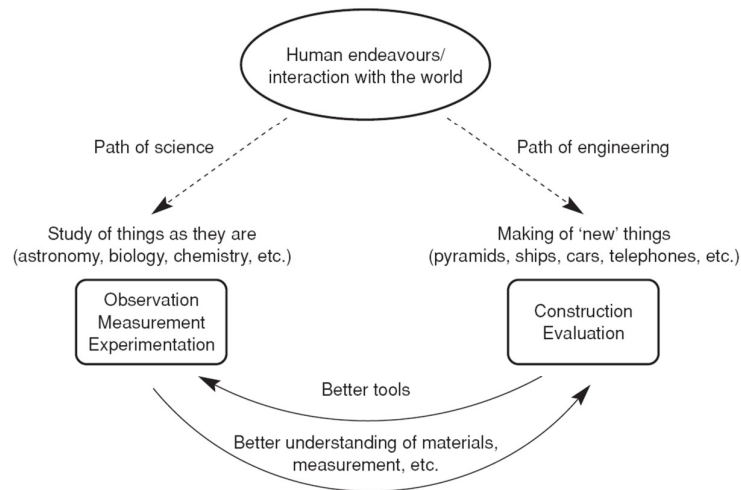 Human endeavours/
interaction with the world
Path of science
Path of engineering
Study of things as they are
(astronomy, biology, chemistry, etc.)
Making of ‘new’ things
(pyramids, ships, cars, telephones, etc.)
Observation
Measurement
Experimentation
Construction
Evaluation
Better tools
Better understanding of materials,
measurement, etc.